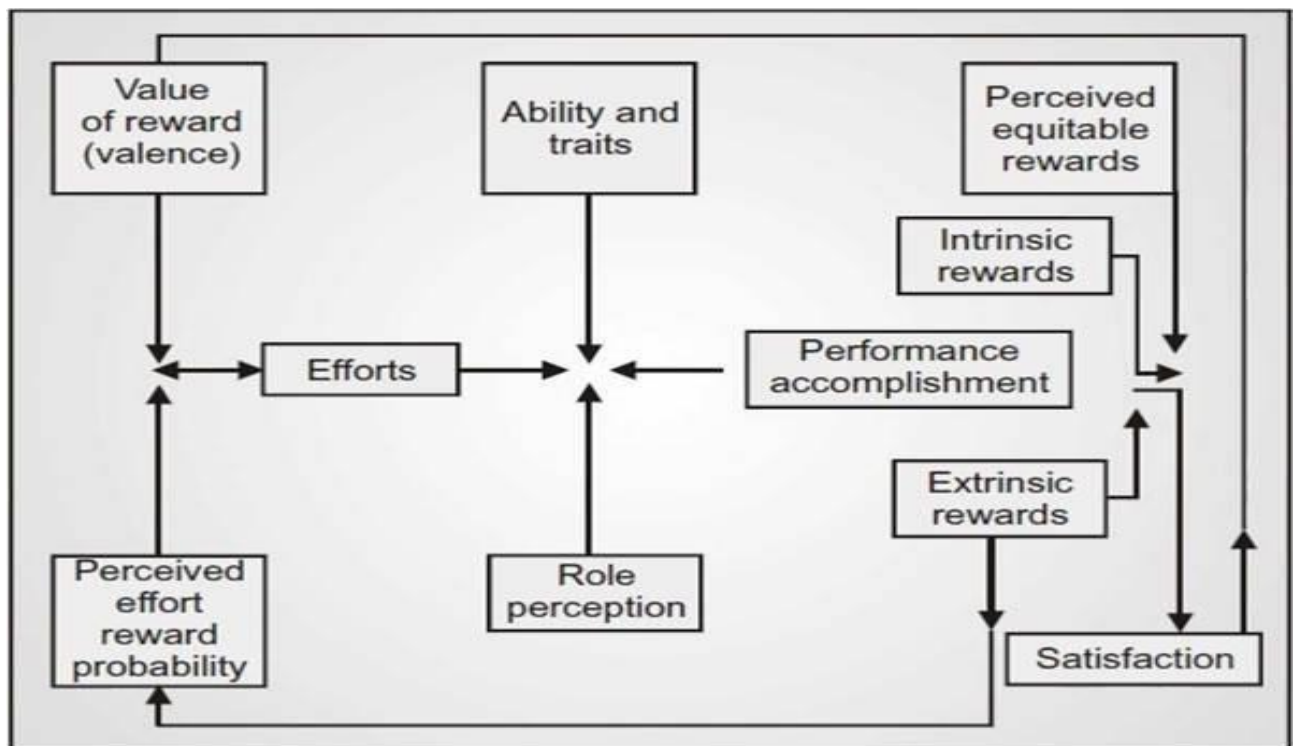 Value
of reward
(valence)
Ability and
traits
Perceived
equitable
rewards
Intrinsic
rewards
Efforts
Performance
accomplishment
Extrinsic
rewards
Perceived
effort
reward
probability
Role
perception
Satisfaction